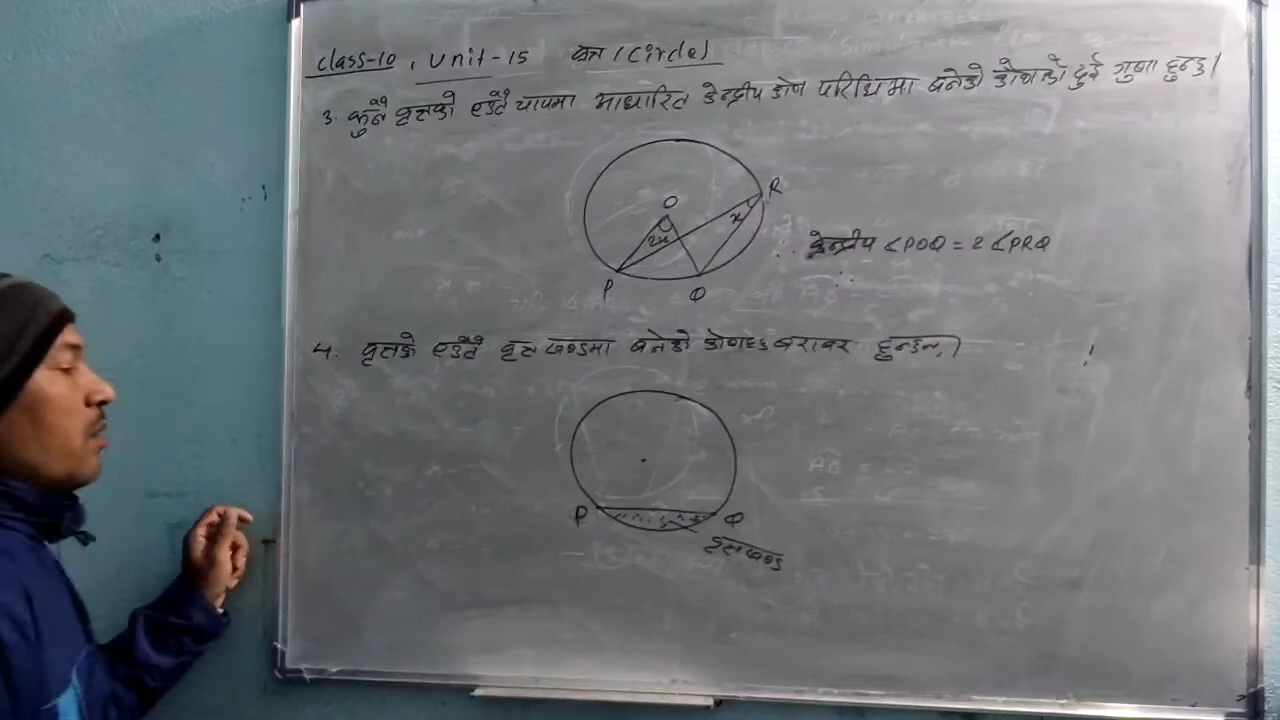 class-10, Unit-15 वृत्त (Circle)
3. कुनै वृत्तको एउटै चापमा आधारित केन्द्रीय कोण परिधिमा बनेको कोणको दुई गुणा हुन्छ।
O
R
x
2x
P
Q
∴ केन्द्रीय ∠POQ = 2∠PRQ
4. वृत्तको एउटै वृत्त खण्डमा बनेको कोणहरु बराबर हुन्छन्।
P
Q
वृत्तखण्ड